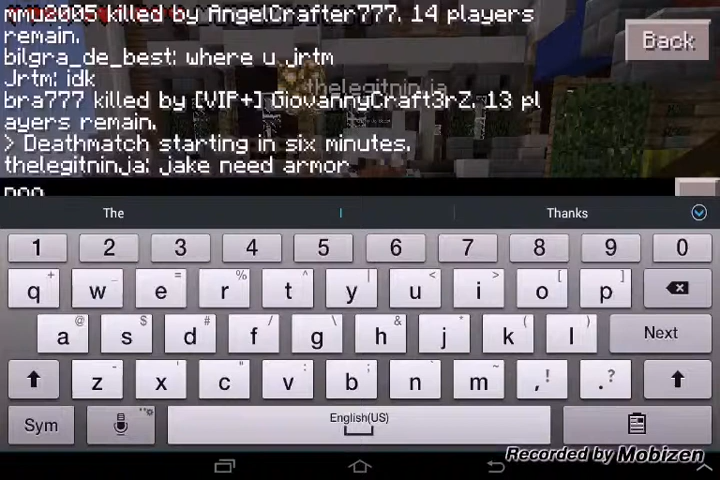 mmu2005 killed by AngelCrafter777. 14 players
remain.
bilgra_de_best: where u jrtm
Jrtm: idk
bra777 killed by [VIP+] GiovannyCraft3rZ. 13 pl
ayers remain.
> Deathmatch starting in six minutes.
thelegitninja: jake need armor
thelegitninja
Back
The I Thanks
1 2 3 4 5 6 7 8 9 0
+ - = % ^ | < > [ ]
q w e r t y u i o p
@ $ # / \ & * ( )
a s d f g h j k l Next
- ' " : ; , ~ ! ?
z x c v b n m , .
Sym English(US)
Recorded by Mobizen